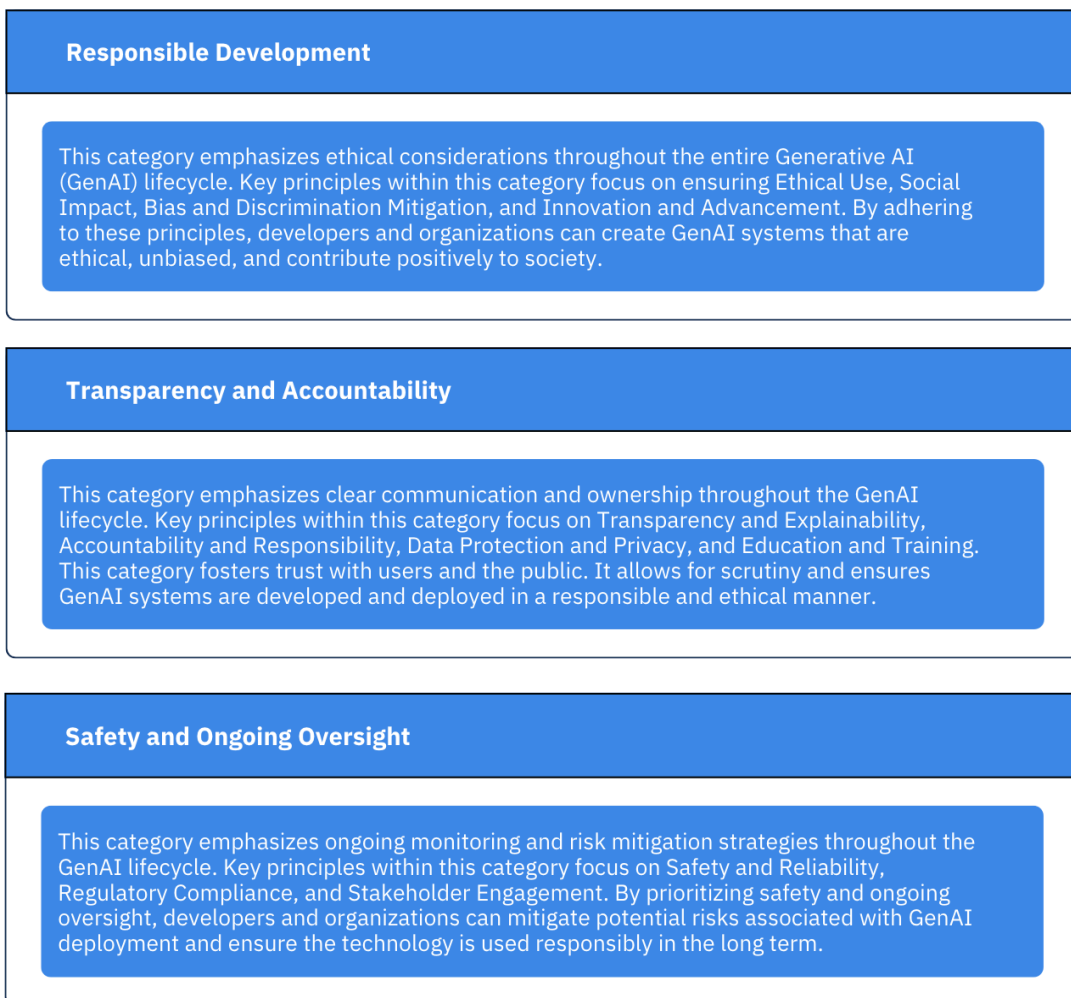 Responsible Development
This category emphasizes ethical considerations throughout the entire Generative AI
(GenAI) lifecycle. Key principles within this category focus on ensuring Ethical Use, Social
Impact, Bias and Discrimination Mitigation, and Innovation and Advancement. By adhering
to these principles, developers and organizations can create GenAI systems that are
ethical, unbiased, and contribute positively to society.
Transparency and Accountability
This category emphasizes clear communication and ownership throughout the GenAI
lifecycle. Key principles within this category focus on Transparency and Explainability,
Accountability and Responsibility, Data Protection and Privacy, and Education and Training.
This category fosters trust with users and the public. It allows for scrutiny and ensures
GenAI systems are developed and deployed in a responsible and ethical manner.
Safety and Ongoing Oversight
This category emphasizes ongoing monitoring and risk mitigation strategies throughout the
GenAI lifecycle. Key principles within this category focus on Safety and Reliability,
Regulatory Compliance, and Stakeholder Engagement. By prioritizing safety and ongoing
oversight, developers and organizations can mitigate potential risks associated with GenAI
deployment and ensure the technology is used responsibly in the long term.